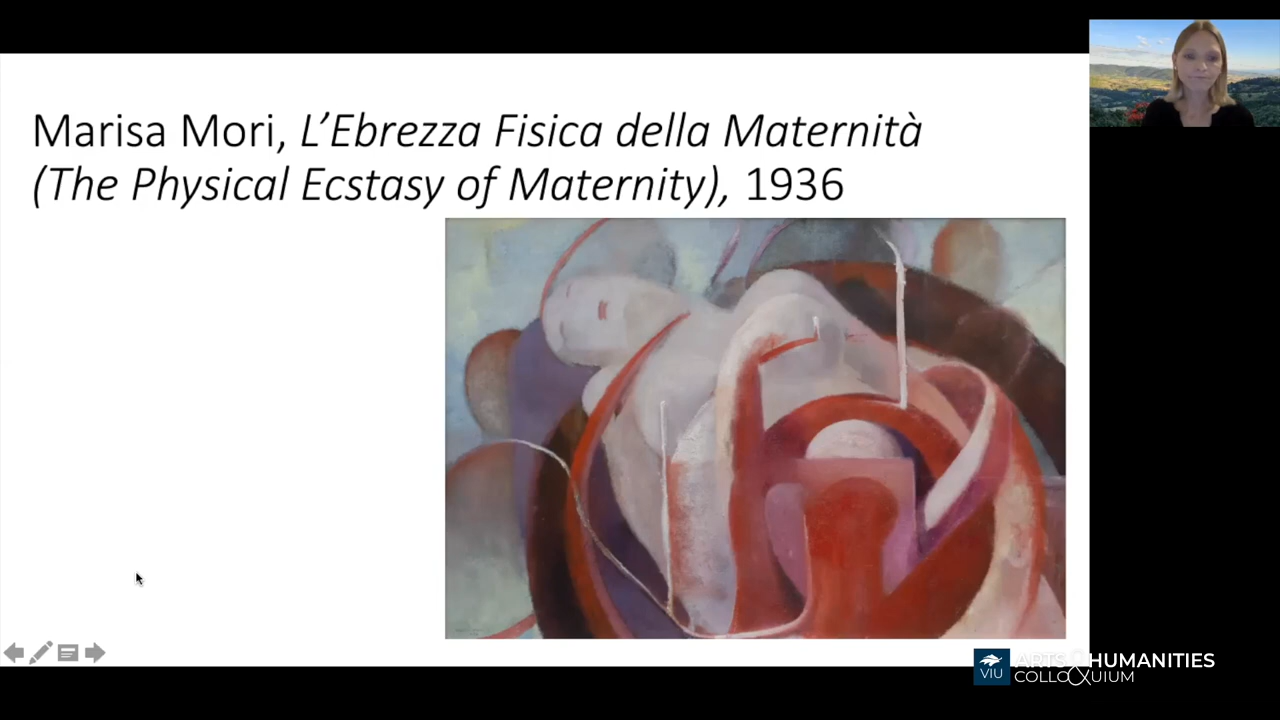 Marisa Mori, L’Ebrezza Fisica della Maternità
(The Physical Ecstasy of Maternity), 1936
VIU
ARTS & HUMANITIES
COLLOQUIUM